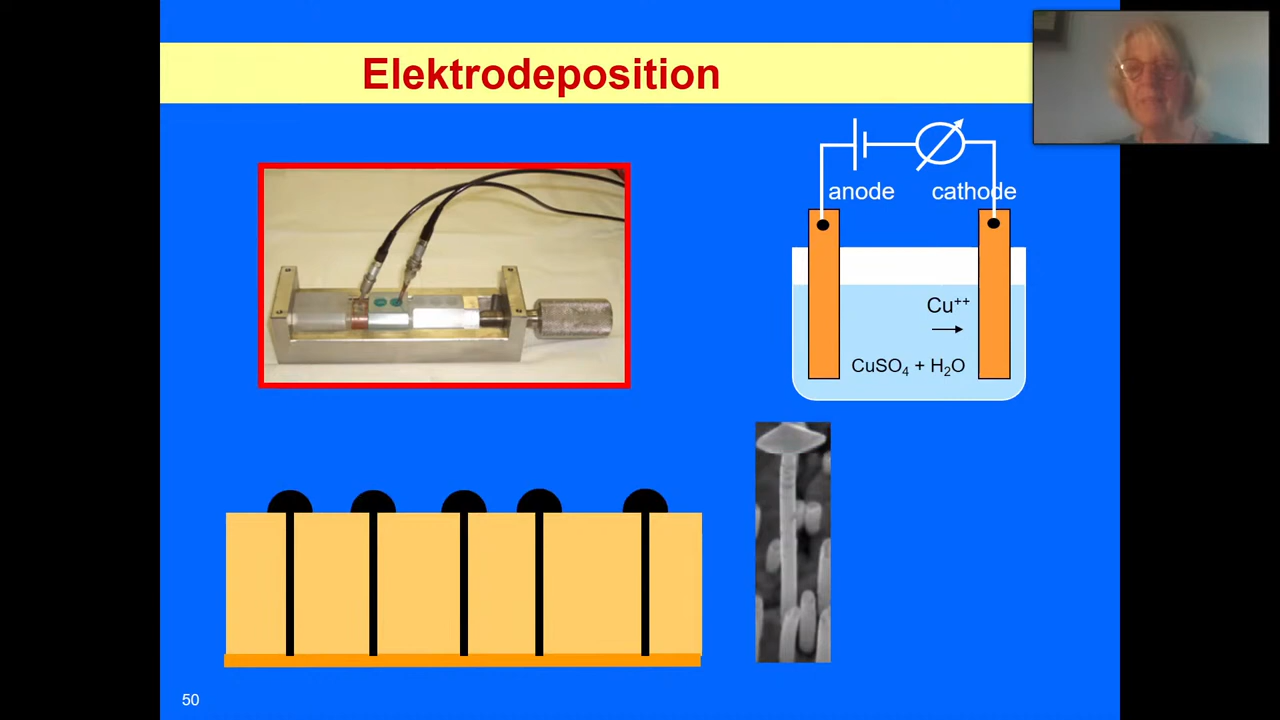 Elektrodeposition
anode
cathode
Cu⁺⁺
CuSO₄ + H₂O
50